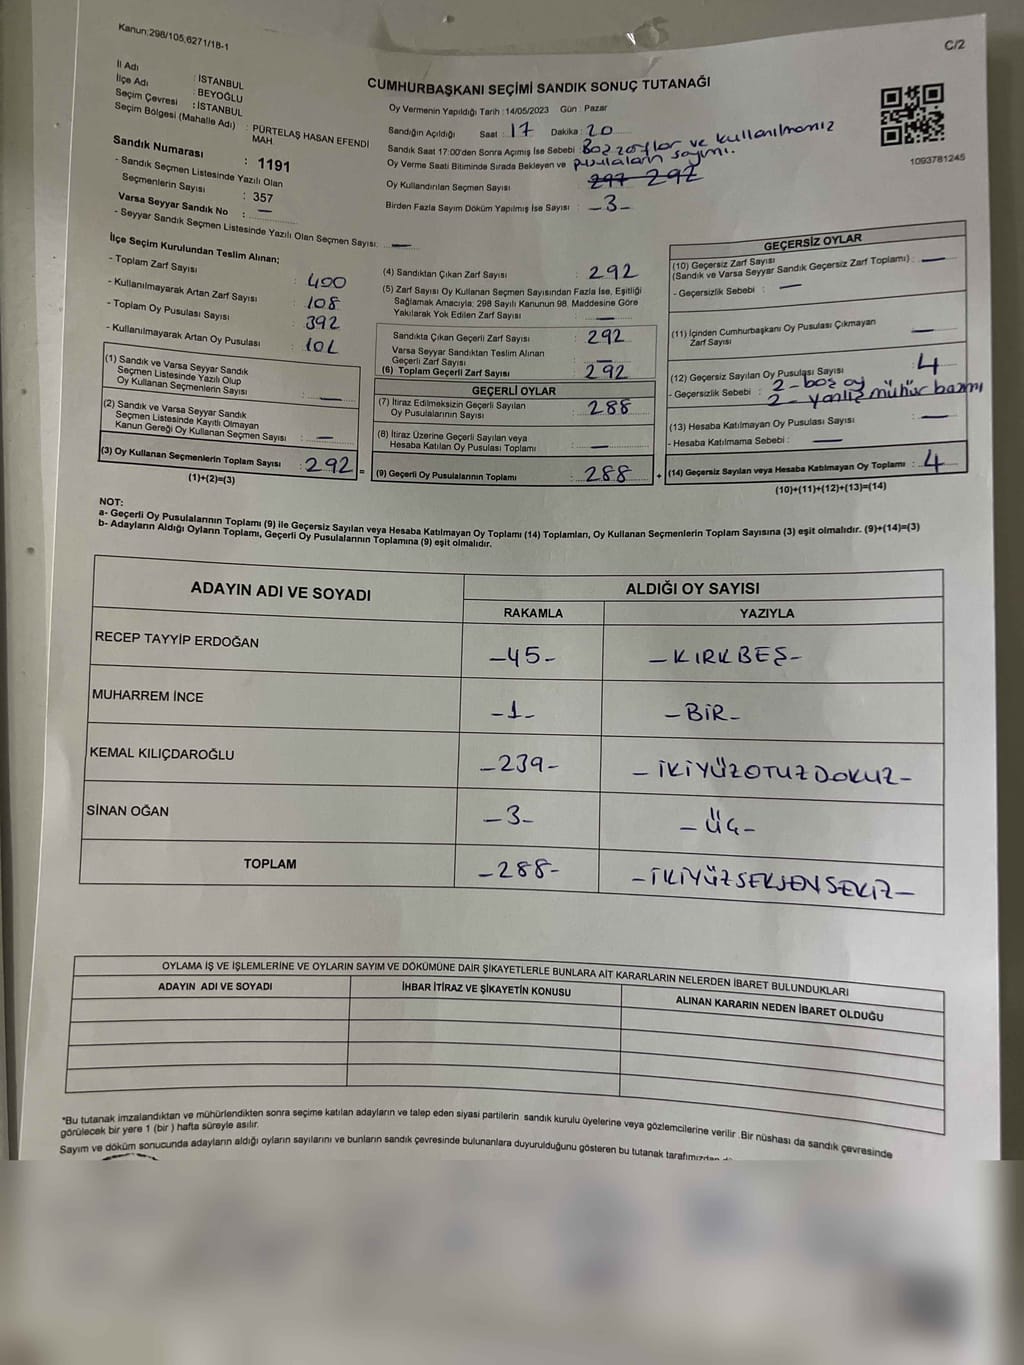 Kanun:298/105,6271/18-1
C/2
İl Adı : İSTANBUL
İlçe Adı : BEYOĞLU
Seçim Çevresi : İSTANBUL
Seçim Bölgesi (Mahalle Adı) : PÜRTELAŞ HASAN EFENDİ MAH
Sandık Numarası : 1191
- Sandık Seçmen Listesinde Yazılı Olan
Seçmenlerin Sayısı : 357
Varsa Seyyar Sandık No : —
- Seyyar Sandık Seçmen Listesinde Yazılı Olan Seçmen Sayısı: —
CUMHURBAŞKANI SEÇİMİ SANDIK SONUÇ TUTANAĞI
Oy Vermenin Yapıldığı Tarih : 14/05/2023 Gün : Pazar
Sandığın Açıldığı Saat : 17 Dakika : 20
Sandık Saat 17:00'den Sonra Açımış İse Sebebi : Boş zarflar ve kullanılmamız
Oy Verme Saati Bitiminde Sırada Bekleyen ve pusulaların sayımı.
Oy Kullandırılan Seçmen Sayısı : 297 292
Birden Fazla Sayım Döküm Yapılmış İse Sayısı : -3-
1093781245
İlçe Seçim Kurulundan Teslim Alınan;
- Toplam Zarf Sayısı : 400
- Kullanılmayarak Artan Zarf Sayısı : 108
- Toplam Oy Pusulası Sayısı : 392
- Kullanılmayarak Artan Oy Pusulası
(1) Sandık ve Varsa Seyyar Sandık
Seçmen Listesinde Yazılı Olup
Oy Kullanan Seçmenlerin Sayısı : —
(2) Sandık ve Varsa Seyyar Sandık
Seçmen Listesinde Kayıtlı Olmayan
Kanun Gereği Oy Kullanan Seçmen Sayısı : —
(3) Oy Kullanan Seçmenlerin Toplam Sayısı : 292 =
(1)+(2)=(3)
(4) Sandıktan Çıkan Zarf Sayısı : 292
(5) Zarf Sayısı Oy Kullanan Seçmen Sayısından Fazla İse, Eşitliği
Sağlamak Amacıyla; 298 Sayılı Kanunun 98. Maddesine Göre
Yakılarak Yok Edilen Zarf Sayısı : —
Sandıkta Çıkan Geçerli Zarf Sayısı : 292
Varsa Seyyar Sandıktan Teslim Alınan
Geçerli Zarf Sayısı : —
(6) Toplam Geçerli Zarf Sayısı : 292
GEÇERLİ OYLAR
(7) İtiraz Edilmeksizin Geçerli Sayılan
Oy Pusulalarının Sayısı : 288
(8) İtiraz Üzerine Geçerli Sayılan veya
Hesaba Katılan Oy Pusulası Toplamı : —
(9) Geçerli Oy Pusulalarının Toplamı : 288 +
GEÇERSİZ OYLAR
(10) Geçersiz Zarf Sayısı
(Sandık ve Varsa Seyyar Sandık Geçersiz Zarf Toplamı) : —
- Geçersizlik Sebebi : —
(11) İçinden Cumhurbaşkanı Oy Pusulası Çıkmayan
Zarf Sayısı : —
(12) Geçersiz Sayılan Oy Pusulası Sayısı : 4
- Geçersizlik Sebebi : 2 - boş oy
2 - yanlış mühür basımı
(13) Hesaba Katılmayan Oy Pusulası Sayısı : —
- Hesaba Katılmama Sebebi : —
(14) Geçersiz Sayılan veya Hesaba Katılmayan Oy Toplamı : 4
(10)+(11)+(12)+(13)=(14)
NOT:
a- Geçerli Oy Pusulalarının Toplamı (9) ile Geçersiz Sayılan veya Hesaba Katılmayan Oy Toplamı (14) Toplamları, Oy Kullanan Seçmenlerin Toplam Sayısına (3) eşit olmalıdır. (9)+(14)=(3)
b- Adayların Aldığı Oyların Toplamı, Geçerli Oy Pusulalarının Toplamına (9) eşit olmalıdır.
ADAYIN ADI VE SOYADI ALDIĞI OY SAYISI
RAKAMLA YAZIYLA
RECEP TAYYİP ERDOĞAN -45- -KIRKBEŞ-
MUHARREM İNCE -1- -BİR-
KEMAL KILIÇDAROĞLU -239- -İKİYÜZOTUZDOKUZ-
SİNAN OĞAN -3- -ÜÇ-
TOPLAM -288- -İKİYÜZSEKSENSEKİZ-
OYLAMA İŞ VE İŞLEMLERİNE VE OYLARIN SAYIM VE DÖKÜMÜNE DAİR ŞİKAYETLERLE BUNLARA AİT KARARLARIN NELERDEN İBARET BULUNDUKLARI
ADAYIN ADI VE SOYADI İHBAR İTİRAZ VE ŞİKAYETİN KONUSU ALINAN KARARIN NEDEN İBARET OLDUĞU
*Bu tutanak imzalandıktan ve mühürlendikten sonra seçime katılan adayların ve talep eden siyasi partilerin sandık kurulu üyelerine veya gözlemcilerine verilir. Bir nüshası da sandık çevresinde
görülecek bir yere 1 (bir) hafta süreyle asılır.
Sayım ve döküm sonucunda adayların aldığı oyların sayılarını ve bunların sandık çevresinde bulunanlara duyurulduğunu gösteren bu tutanak tarafımızdan